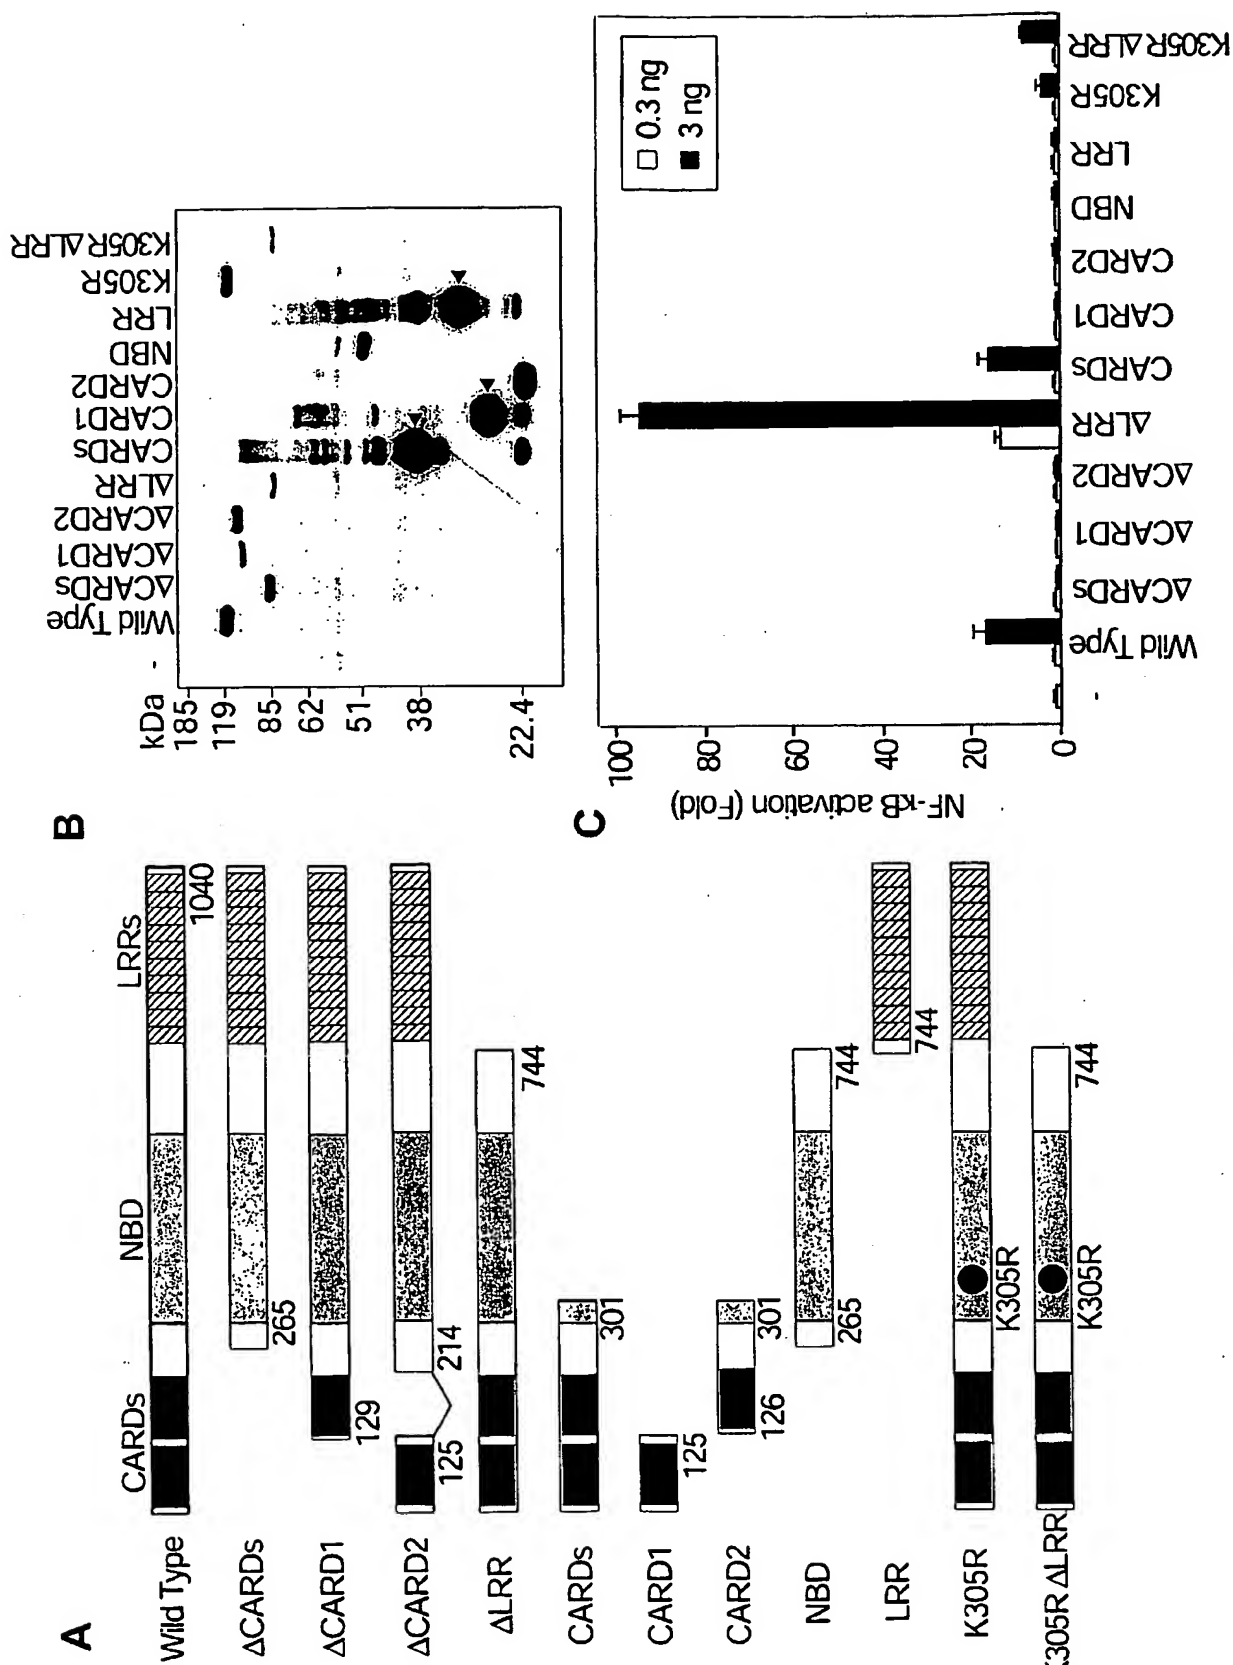 A
CARDs NBD LRRs
Wild Type
1040
ΔCARDs
265
ΔCARD1
129
ΔCARD2
125 214
ΔLRR
744
CARDs
301
CARD1
125
CARD2
126 301
NBD
265 744
LRR
744
K305R
K305R
K305R ΔLRR
K305R 744
B
kDa
185
119
85
62
51
38
22.4
-
Wild Type
ΔCARDs
ΔCARD1
ΔCARD2
ΔLRR
CARDs
CARD1
CARD2
NBD
LRR
K305R
K305RΔLRR
C
NF-κB activation (Fold)
100
80
60
40
20
0
0.3 ng
3 ng
-
Wild Type
ΔCARDs
ΔCARD1
ΔCARD2
ΔLRR
CARDs
CARD1
CARD2
NBD
LRR
K305R
K305RΔLRR